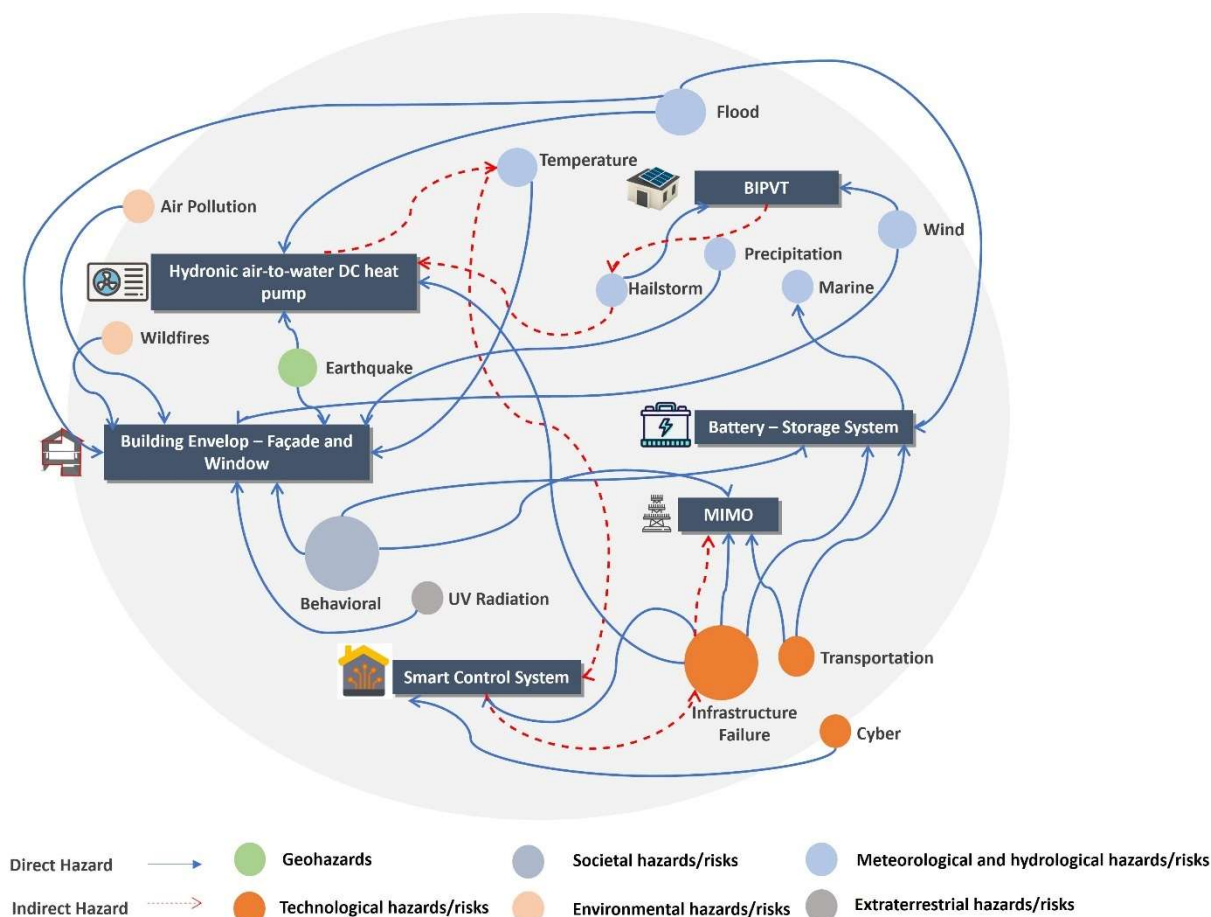 Flood
Temperature
BIPVT
Air Pollution
Wind
Precipitation
Hydronic air-to-water DC heat
pump
Hailstorm
Marine
Wildfires
Earthquake
Building Envelop – Façade and
Window
Battery – Storage System
MIMO
Behavioral
UV Radiation
Transportation
Smart Control System
Infrastructure
Failure
Cyber
Direct Hazard
Geohazards
Societal hazards/risks
Meteorological and hydrological hazards/risks
Indirect Hazard
Technological hazards/risks
Environmental hazards/risks
Extraterrestrial hazards/risks